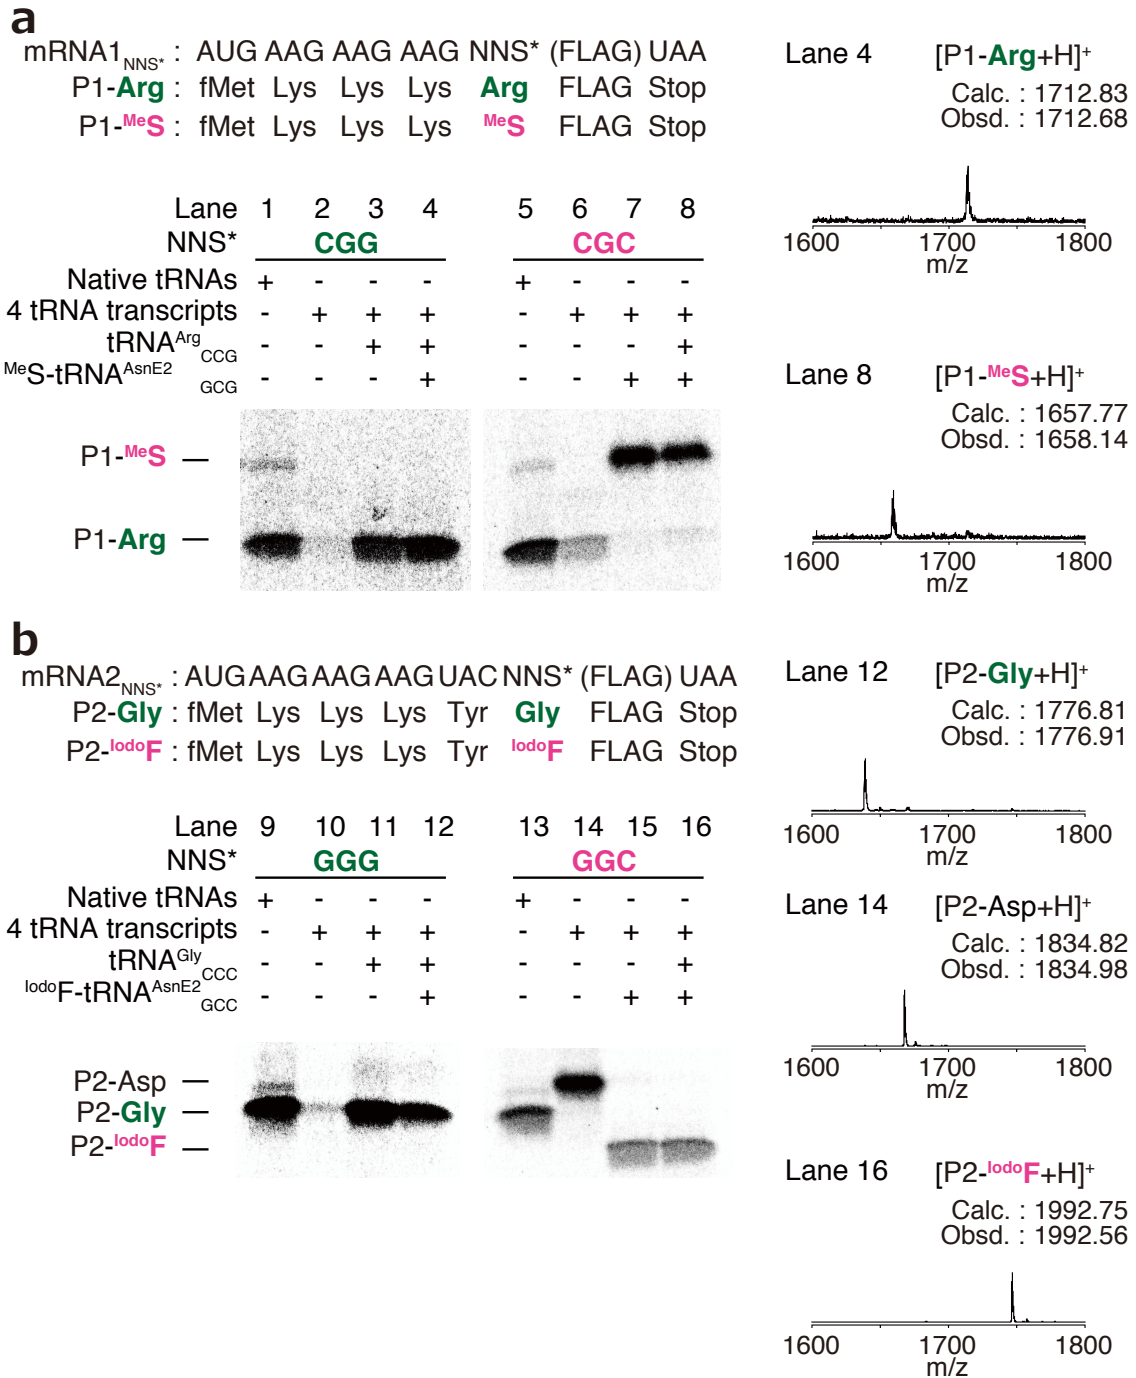 a
mRNA1NNS* : AUG AAG AAG AAG NNS* (FLAG) UAA
P1-Arg : fMet Lys Lys Lys Arg FLAG Stop
P1-MeS : fMet Lys Lys Lys MeS FLAG Stop
Lane 1 2 3 4 5 6 7 8
NNS* CGG CGC
Native tRNAs + - - - + - - -
4 tRNA transcripts - + + + - + + +
tRNAArgCCG - - + + - - - +
MeS-tRNAAsnE2GCG - - - + - - + +
P1-MeS
P1-Arg
Lane 4 [P1-Arg+H]+
Calc. : 1712.83
Obsd. : 1712.68
1600 1700 1800
m/z
Lane 8 [P1-MeS+H]+
Calc. : 1657.77
Obsd. : 1658.14
1600 1700 1800
m/z
b
mRNA2NNS* : AUG AAG AAG AAG UAC NNS* (FLAG) UAA
P2-Gly : fMet Lys Lys Lys Tyr Gly FLAG Stop
P2-IodoF : fMet Lys Lys Lys Tyr IodoF FLAG Stop
Lane 9 10 11 12 13 14 15 16
NNS* GGG GGC
Native tRNAs + - - - + - - -
4 tRNA transcripts - + + + - + + +
tRNAGlyCCC - - + + - - - +
IodoF-tRNAAsnE2GCC - - - + - - + +
P2-Asp
P2-Gly
P2-IodoF
Lane 12 [P2-Gly+H]+
Calc. : 1776.81
Obsd. : 1776.91
1600 1700 1800
m/z
Lane 14 [P2-Asp+H]+
Calc. : 1834.82
Obsd. : 1834.98
1600 1700 1800
m/z
Lane 16 [P2-IodoF+H]+
Calc. : 1992.75
Obsd. : 1992.56
1600 1700 1800
m/z